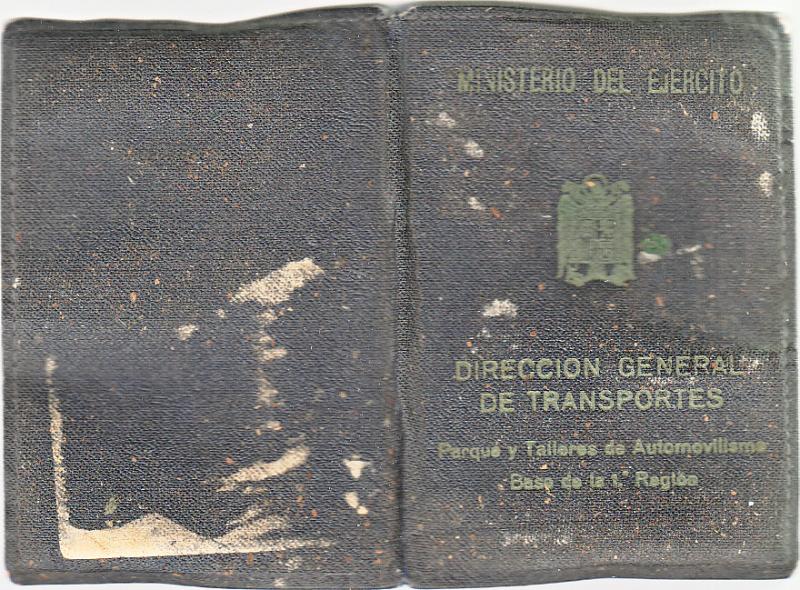 MINISTERIO DEL EJERCITO
DIRECCION GENERAL
DE TRANSPORTES
Parque y Talleres de Automovilismo
Base de la 1.ª Región